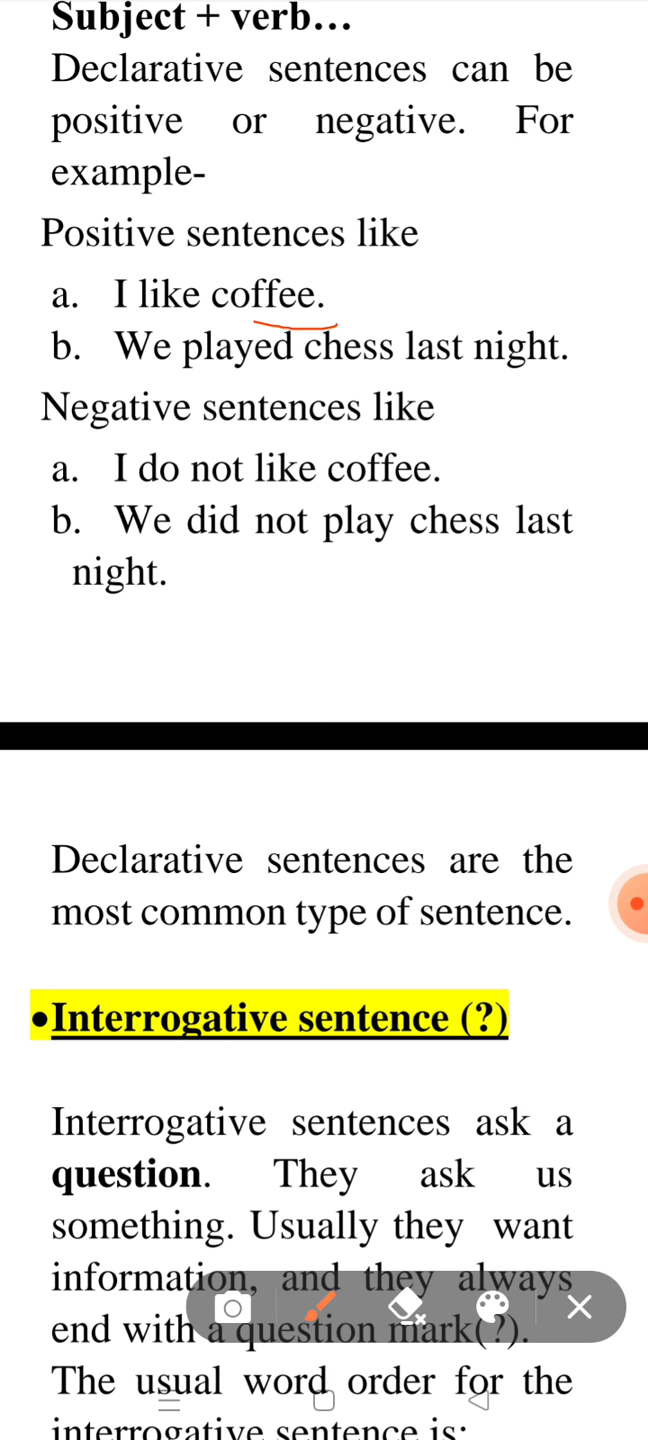 Subject + verb…
Declarative sentences can be
positive or negative. For
example-
Positive sentences like
a. I like coffee.
b. We played chess last night.
Negative sentences like
a. I do not like coffee.
b. We did not play chess last
night.
Declarative sentences are the
most common type of sentence.
•Interrogative sentence (?)
Interrogative sentences ask a
question. They ask us
something. Usually they want
information, and they always
end with a question mark(?).
The usual word order for the
interrogative sentence is: